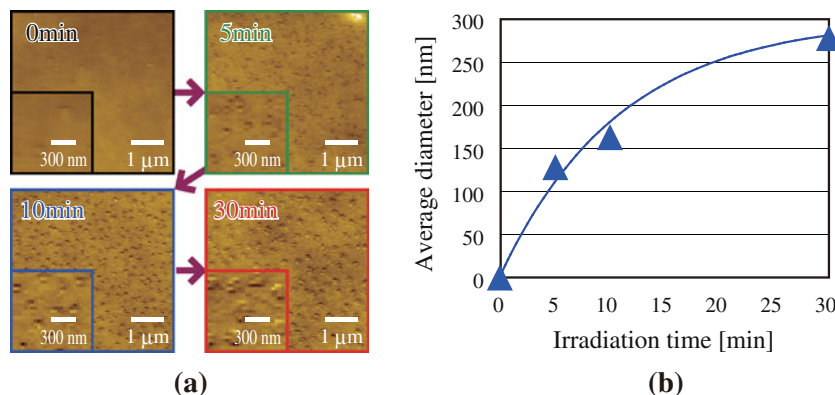 0min
300 nm
1 μm
5min
300 nm
1 μm
10min
300 nm
1 μm
30min
300 nm
1 μm
(a)
Average diameter [nm]
300
250
200
150
100
50
0
0 5 10 15 20 25 30
Irradiation time [min]
(b)